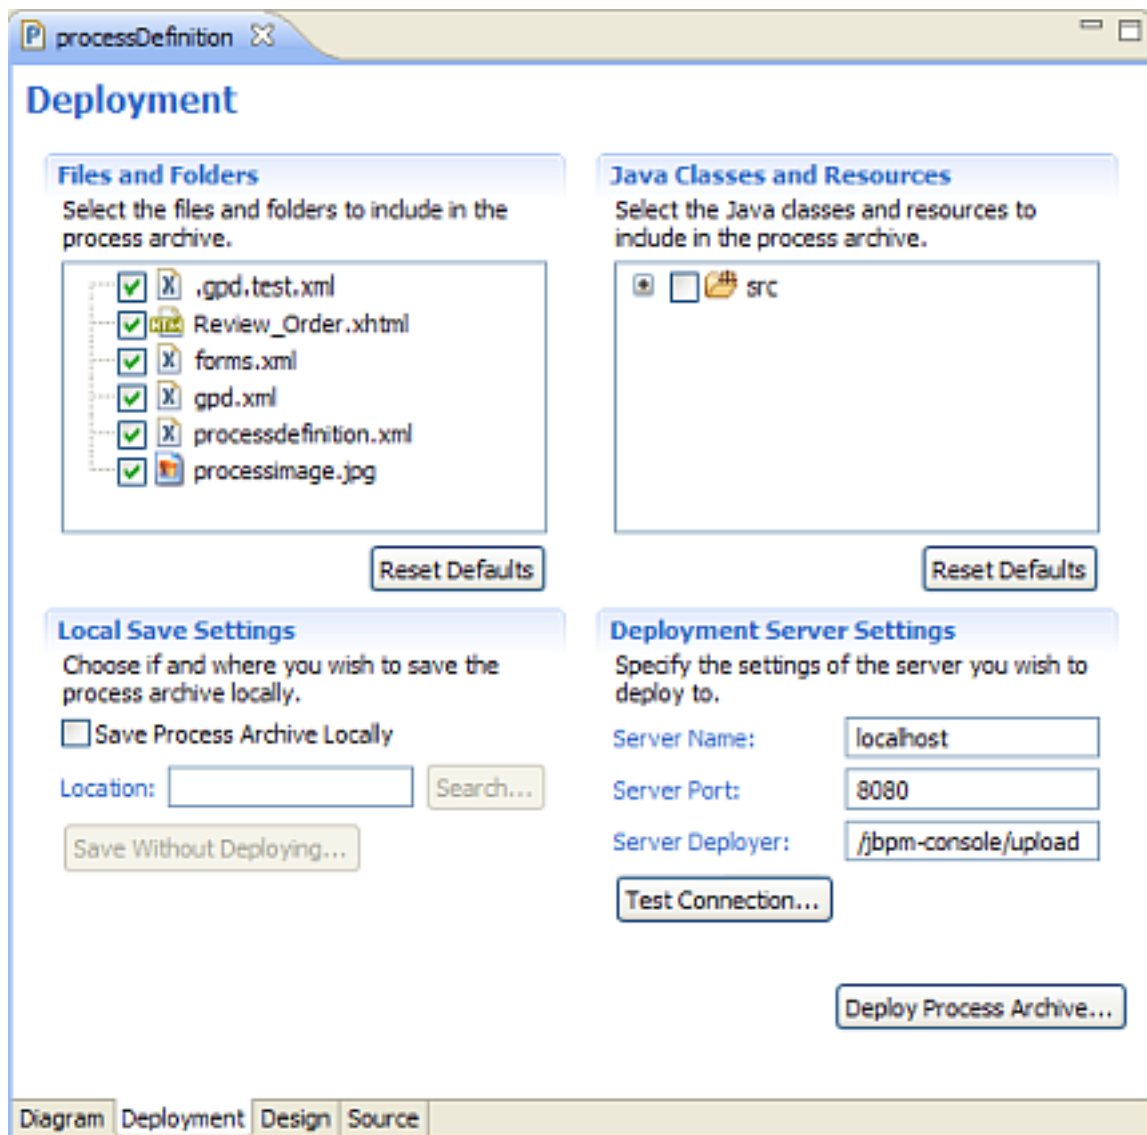 processDefinition
Deployment
Files and Folders
Select the files and folders to include in the
process archive.
.gpd.test.xml
Review_Order.xhtml
forms.xml
gpd.xml
processdefinition.xml
processimage.jpg
Reset Defaults
Java Classes and Resources
Select the Java classes and resources to
include in the process archive.
src
Reset Defaults
Local Save Settings
Choose if and where you wish to save the
process archive locally.
Save Process Archive Locally
Location:
Search...
Save Without Deploying...
Deployment Server Settings
Specify the settings of the server you wish to
deploy to.
Server Name: localhost
Server Port: 8080
Server Deployer: /jbpm-console/upload
Test Connection...
Deploy Process Archive...
Diagram Deployment Design Source